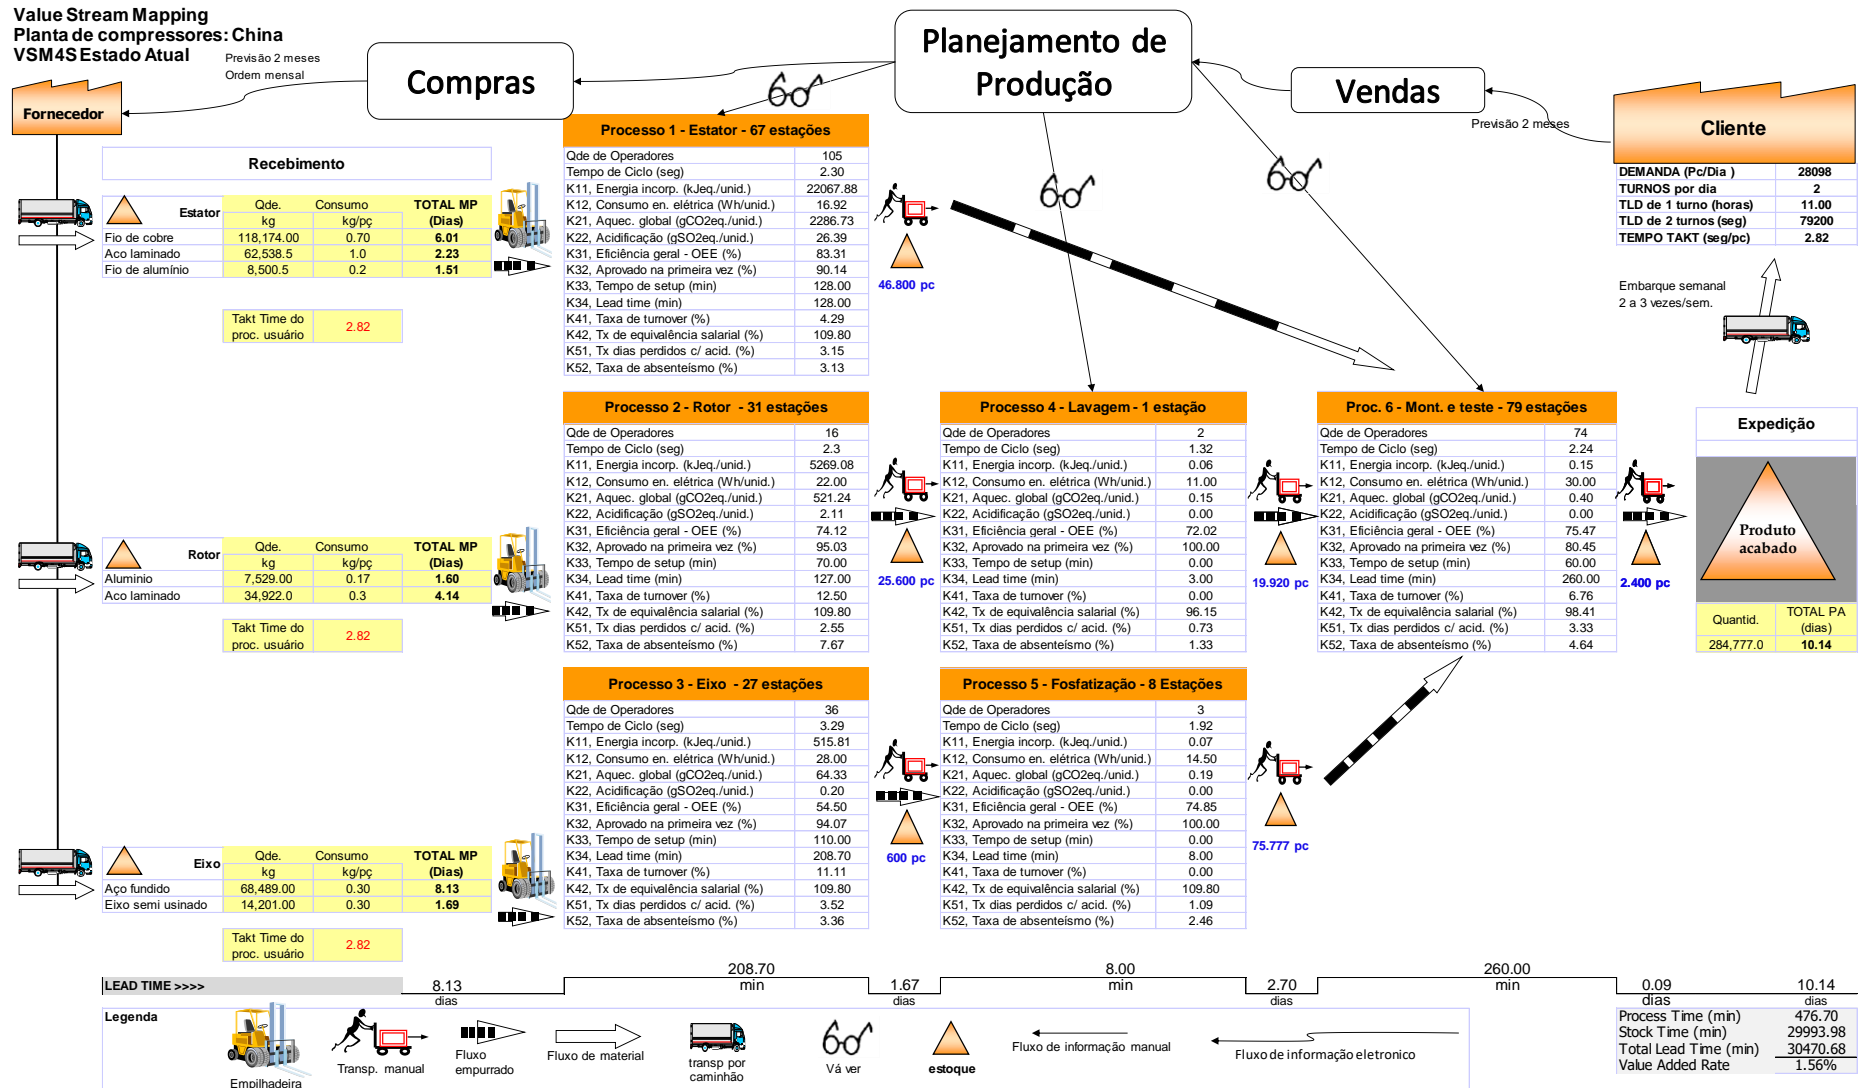 Value Stream Mapping
Planta de compressores: China
VSM4S Estado Atual
Previsão 2 meses
Ordem mensal
Compras
Planejamento de
Produção
Vendas
Previsão 2 meses
Fornecedor
Cliente
DEMANDA (Pc/Dia ) 28098
TURNOS por dia 2
TLD de 1 turno (horas) 11.00
TLD de 2 turnos (seg) 79200
TEMPO TAKT (seg/pc) 2.82
Embarque semanal
2 a 3 vezes/sem.
Recebimento
Estator Qde. Consumo TOTAL MP
kg kg/pç (Dias)
Fio de cobre 118,174.00 0.70 6.01
Aco laminado 62,538.5 1.0 2.23
Fio de alumínio 8,500.5 0.2 1.51
Takt Time do
proc. usuário 2.82
Processo 1 - Estator - 67 estações
Qde de Operadores 105
Tempo de Ciclo (seg) 2.30
K11, Energia incorp. (kJeq./unid.) 22067.88
K12, Consumo en. elétrica (Wh/unid.) 16.92
K21, Aquec. global (gCO2eq./unid.) 2286.73
K22, Acidificação (gSO2eq./unid.) 26.39
K31, Eficiência geral - OEE (%) 83.31
K32, Aprovado na primeira vez (%) 90.14
K33, Tempo de setup (min) 128.00
K34, Lead time (min) 128.00
K41, Taxa de turnover (%) 4.29
K42, Tx de equivalência salarial (%) 109.80
K51, Tx dias perdidos c/ acid. (%) 3.15
K52, Taxa de absenteísmo (%) 3.13
46.800 pc
Rotor Qde. Consumo TOTAL MP
kg kg/pç (Dias)
Aluminio 7,529.00 0.17 1.60
Aco laminado 34,922.0 0.3 4.14
Takt Time do
proc. usuário 2.82
Processo 2 - Rotor - 31 estações
Qde de Operadores 16
Tempo de Ciclo (seg) 2.3
K11, Energia incorp. (kJeq./unid.) 5269.08
K12, Consumo en. elétrica (Wh/unid.) 22.00
K21, Aquec. global (gCO2eq./unid.) 521.24
K22, Acidificação (gSO2eq./unid.) 2.11
K31, Eficiência geral - OEE (%) 74.12
K32, Aprovado na primeira vez (%) 95.03
K33, Tempo de setup (min) 70.00
K34, Lead time (min) 127.00
K41, Taxa de turnover (%) 12.50
K42, Tx de equivalência salarial (%) 109.80
K51, Tx dias perdidos c/ acid. (%) 2.55
K52, Taxa de absenteísmo (%) 7.67
25.600 pc
Processo 4 - Lavagem - 1 estação
Qde de Operadores 2
Tempo de Ciclo (seg) 1.32
K11, Energia incorp. (kJeq./unid.) 0.06
K12, Consumo en. elétrica (Wh/unid.) 11.00
K21, Aquec. global (gCO2eq./unid.) 0.15
K22, Acidificação (gSO2eq./unid.) 0.00
K31, Eficiência geral - OEE (%) 72.02
K32, Aprovado na primeira vez (%) 100.00
K33, Tempo de setup (min) 0.00
K34, Lead time (min) 3.00
K41, Taxa de turnover (%) 0.00
K42, Tx de equivalência salarial (%) 96.15
K51, Tx dias perdidos c/ acid. (%) 0.73
K52, Taxa de absenteísmo (%) 1.33
19.920 pc
Proc. 6 - Mont. e teste - 79 estações
Qde de Operadores 74
Tempo de Ciclo (seg) 2.24
K11, Energia incorp. (kJeq./unid.) 0.15
K12, Consumo en. elétrica (Wh/unid.) 30.00
K21, Aquec. global (gCO2eq./unid.) 0.40
K22, Acidificação (gSO2eq./unid.) 0.00
K31, Eficiência geral - OEE (%) 75.47
K32, Aprovado na primeira vez (%) 80.45
K33, Tempo de setup (min) 60.00
K34, Lead time (min) 260.00
K41, Taxa de turnover (%) 6.76
K42, Tx de equivalência salarial (%) 98.41
K51, Tx dias perdidos c/ acid. (%) 3.33
K52, Taxa de absenteísmo (%) 4.64
2.400 pc
Expedição
Produto
acabado
Quantid. TOTAL PA
(dias)
284,777.0 10.14
Eixo Qde. Consumo TOTAL MP
kg kg/pç (Dias)
Aço fundido 68,489.00 0.30 8.13
Eixo semi usinado 14,201.00 0.30 1.69
Takt Time do
proc. usuário 2.82
Processo 3 - Eixo - 27 estações
Qde de Operadores 36
Tempo de Ciclo (seg) 3.29
K11, Energia incorp. (kJeq./unid.) 515.81
K12, Consumo en. elétrica (Wh/unid.) 28.00
K21, Aquec. global (gCO2eq./unid.) 64.33
K22, Acidificação (gSO2eq./unid.) 0.20
K31, Eficiência geral - OEE (%) 54.50
K32, Aprovado na primeira vez (%) 94.07
K33, Tempo de setup (min) 110.00
K34, Lead time (min) 208.70
K41, Taxa de turnover (%) 11.11
K42, Tx de equivalência salarial (%) 109.80
K51, Tx dias perdidos c/ acid. (%) 3.52
K52, Taxa de absenteísmo (%) 3.36
600 pc
Processo 5 - Fosfatização - 8 Estações
Qde de Operadores 3
Tempo de Ciclo (seg) 1.92
K11, Energia incorp. (kJeq./unid.) 0.07
K12, Consumo en. elétrica (Wh/unid.) 14.50
K21, Aquec. global (gCO2eq./unid.) 0.19
K22, Acidificação (gSO2eq./unid.) 0.00
K31, Eficiência geral - OEE (%) 74.85
K32, Aprovado na primeira vez (%) 100.00
K33, Tempo de setup (min) 0.00
K34, Lead time (min) 8.00
K41, Taxa de turnover (%) 0.00
K42, Tx de equivalência salarial (%) 109.80
K51, Tx dias perdidos c/ acid. (%) 1.09
K52, Taxa de absenteísmo (%) 2.46
75.777 pc
208.70 8.00 260.00
LEAD TIME >>>> 8.13 min 1.67 min 2.70 min 0.09 10.14
dias dias dias dias dias
Legenda
Empilhadeira
Transp. manual
Fluxo
empurrado
Fluxo de material
transp por
caminhão
Vá ver
estoque
Fluxo de informação manual
Fluxo de informação eletronico
Process Time (min) 476.70
Stock Time (min) 29993.98
Total Lead Time (min) 30470.68
Value Added Rate 1.56%